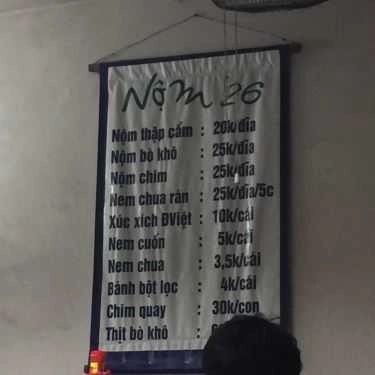 Nộm 26
Nộm thập cẩm : 20k/đĩa
Nộm bò khô : 25k/đĩa
Nộm chim : 25k/đĩa
Nem chua rán : 25k/đĩa/5c
Xúc xích ĐViệt : 10k/cái
Nem cuốn : 5k/cái
Nem chua : 3,5k/cái
Bánh bột lọc : 4k/cái
Chim quay : 30k/con
Thịt bò khô :